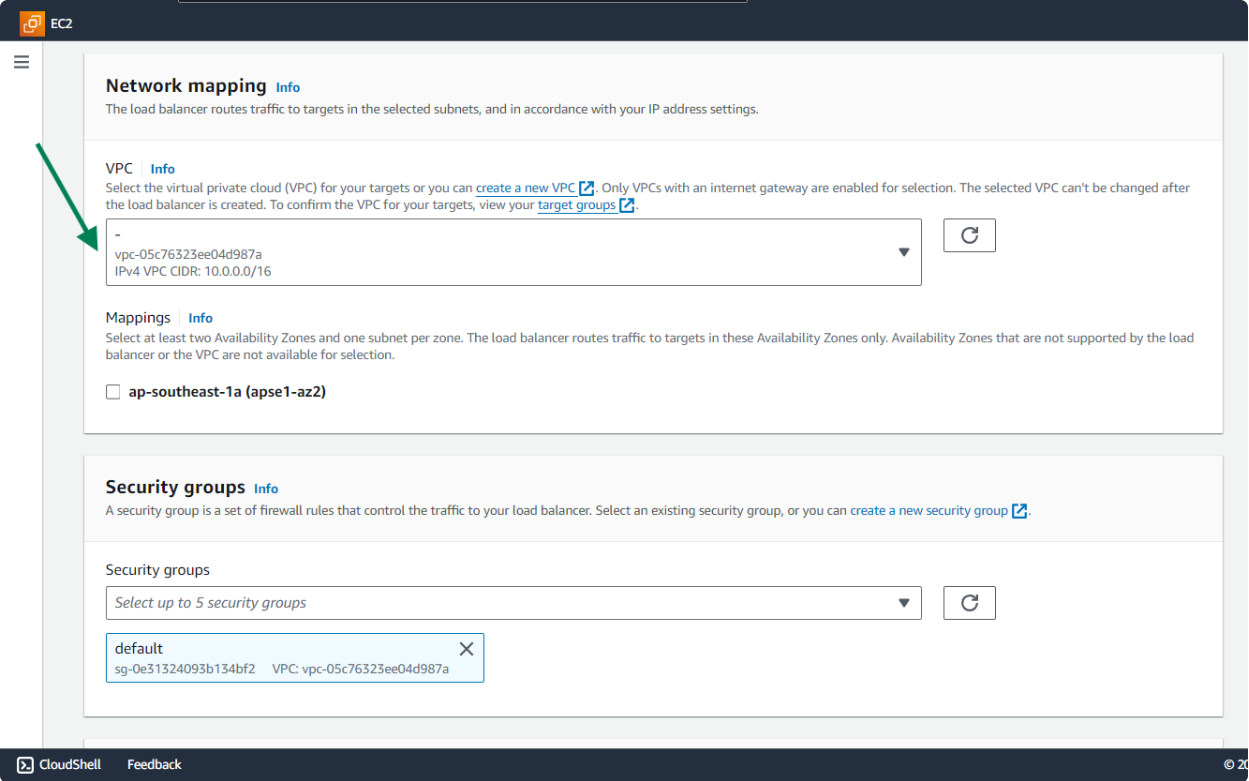 EC2
Network mapping Info
The load balancer routes traffic to targets in the selected subnets, and in accordance with your IP address settings.
VPC Info
Select the virtual private cloud (VPC) for your targets or you can create a new VPC. Only VPCs with an internet gateway are enabled for selection. The selected VPC can't be changed after
the load balancer is created. To confirm the VPC for your targets, view your target groups.
-
vpc-05c76323ee04d987a
IPv4 VPC CIDR: 10.0.0.0/16
Mappings Info
Select at least two Availability Zones and one subnet per zone. The load balancer routes traffic to targets in these Availability Zones only. Availability Zones that are not supported by the load
balancer or the VPC are not available for selection.
ap-southeast-1a (apse1-az2)
Security groups Info
A security group is a set of firewall rules that control the traffic to your load balancer. Select an existing security group, or you can create a new security group.
Security groups
Select up to 5 security groups
default
sg-0e31324093b134bf2 VPC: vpc-05c76323ee04d987a
CloudShell Feedback © 20